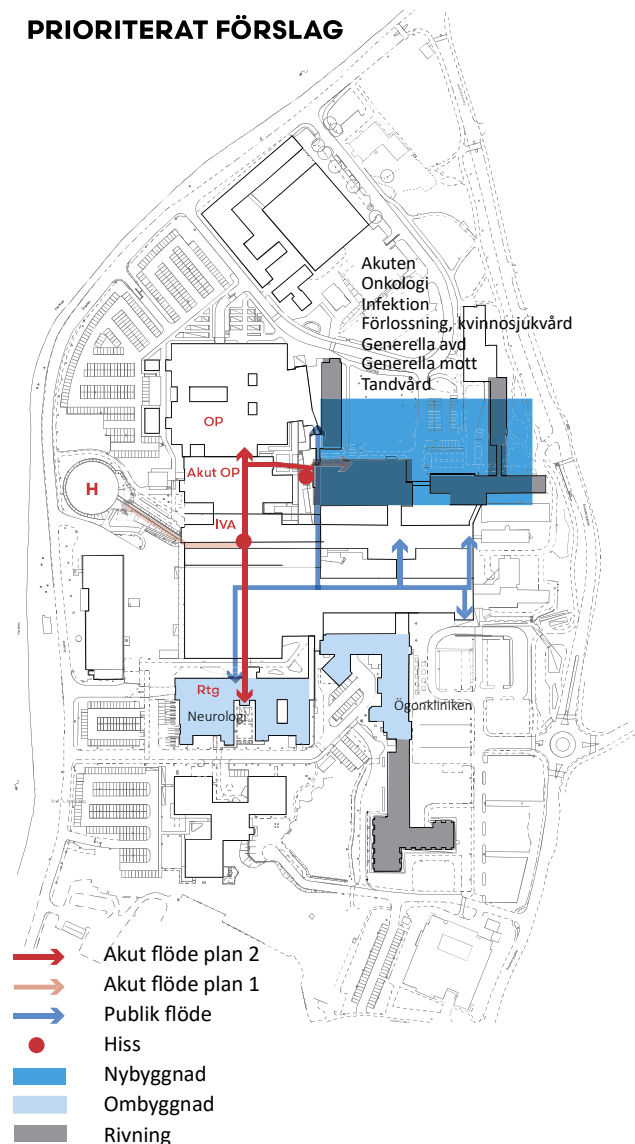 PRIORITERAT FÖRSLAG
Akuten
Onkologi
Infektion
Förlossning, kvinnosjukvård
Generella avd
Generella mott
Tandvård
OP
Akut OP
H
IVA
Rtg
Neurologi
Ögonkliniken
Akut flöde plan 2
Akut flöde plan 1
Publik flöde
Hiss
Nybyggnad
Ombyggnad
Rivning